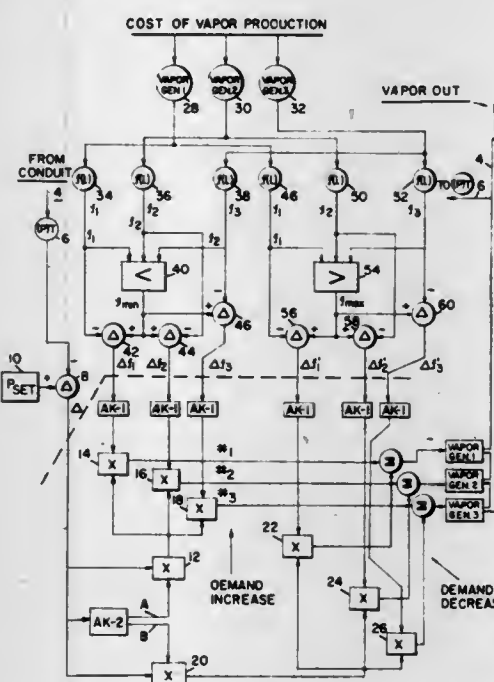 COST OF VAPOR PRODUCTION
VAPOR GEN.1
VAPOR GEN.2
VAPOR GEN.3
28
30
32
VAPOR OUT
FROM CONDUIT
4
4
(P/T)
6
f(L)
34
f(L)
36
f(L)
38
f(L)
46
f(L)
50
f(L)
52
TO
(P/T)
6
f1
f2
f3
f1
f2
f3
f1
f2
f2
f1
f2
<
40
>
54
fmin
fmax
Δ
42
Δ
44
Δ
46
Δ
56
Δ
58
Δ
60
10
PSET
Δ
8
Δ
Δf1
Δf2
Δf3
Δf'1
Δf'2
Δf'3
AK-1
AK-1
AK-1
AK-1
AK-1
AK-1
14
X
#1
16
X
#2
18
X
#3
Σ
Σ
Σ
VAPOR GEN.1
VAPOR GEN.2
VAPOR GEN.3
22
X
X
12
DEMAND INCREASE
24
X
DEMAND
DECREAS
26
X
AK-2
A
B
20
X